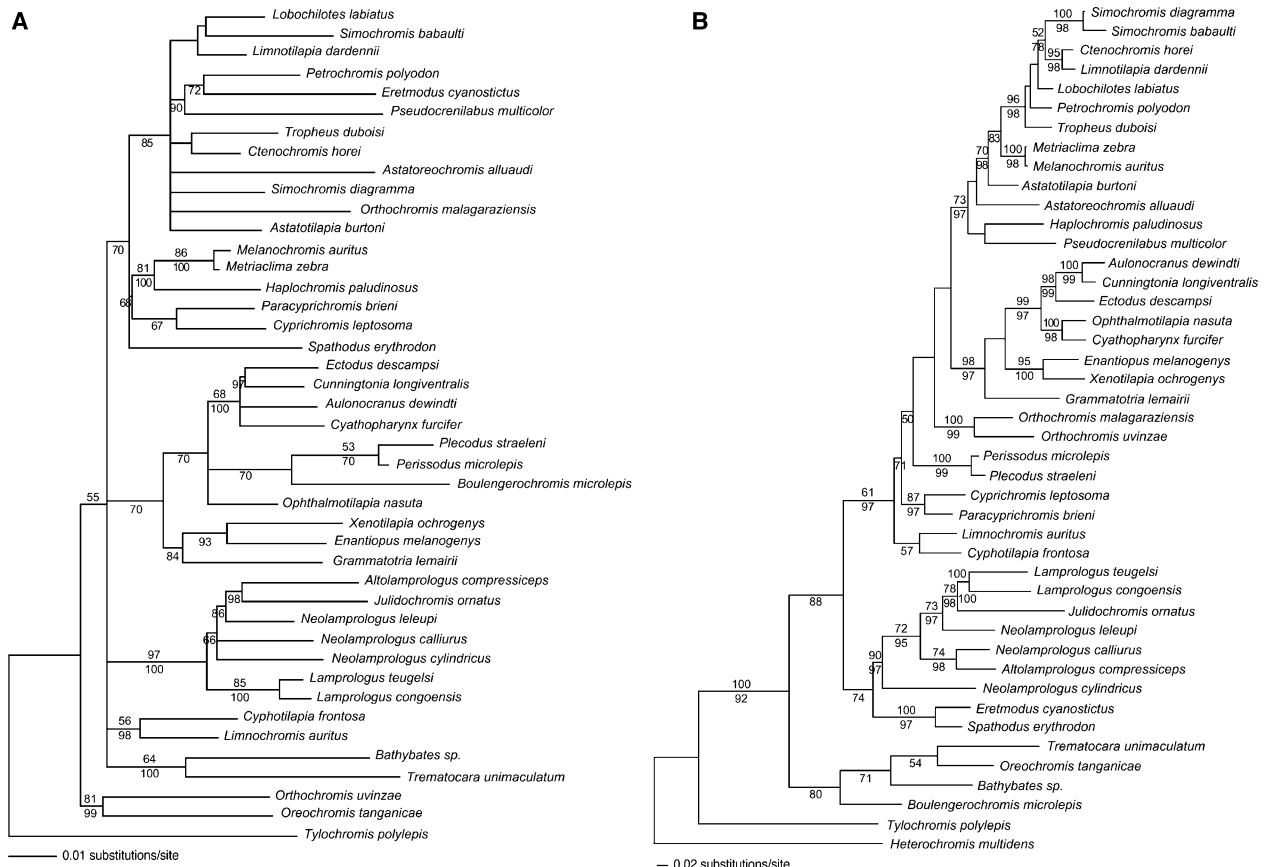 A
Lobochilotes labiatus
Simochromis babaulti
Limnotilapia dardennii
Petrochromis polyodon
72
Eretmodus cyanostictus
90
Pseudocrenilabus multicolor
Tropheus duboisi
85
Ctenochromis horei
Astatoreochromis alluaudi
Simochromis diagramma
Orthochromis malagaraziensis
Astatotilapia burtoni
70
86
Melanochromis auritus
100
Metriaclima zebra
81
100
Haplochromis paludinosus
68
Paracyprichromis brieni
67
Cyprichromis leptosoma
Spathodus erythrodon
Ectodus descampsi
97
Cunningtonia longiventralis
68
100
Aulonocranus dewindti
Cyathopharynx furcifer
70
53
Plecodus straeleni
70
Perissodus microlepis
70
Boulengerochromis microlepis
55
70
Ophthalmotilapia nasuta
Xenotilapia ochrogenys
93
Enantiopus melanogenys
84
Grammatotria lemairii
Altolamprologus compressiceps
98
Julidochromis ornatus
86
Neolamprologus leleupi
66
Neolamprologus calliurus
97
100
Neolamprologus cylindricus
85
Lamprologus teugelsi
100
Lamprologus congoensis
56
Cyphotilapia frontosa
98
Limnochromis auritus
64
Bathybates sp.
100
Trematocara unimaculatum
81
Orthochromis uvinzae
99
Oreochromis tanganicae
Tylochromis polylepis
0.01 substitutions/site
B
100
Simochromis diagramma
98
Simochromis babaulti
52
78
95
Ctenochromis horei
98
Limnotilapia dardennii
Lobochilotes labiatus
96
98
Petrochromis polyodon
Tropheus duboisi
83
100
Metriaclima zebra
98
Melanochromis auritus
70
98
Astatotilapia burtoni
73
97
Astatoreochromis alluaudi
Haplochromis paludinosus
Pseudocrenilabus multicolor
100
Aulonocranus dewindti
99
Cunningtonia longiventralis
98
99
Ectodus descampsi
99
97
100
Ophthalmotilapia nasuta
98
Cyathopharynx furcifer
98
97
95
Enantiopus melanogenys
100
Xenotilapia ochrogenys
Grammatotria lemairii
50
100
Orthochromis malagaraziensis
99
Orthochromis uvinzae
71
100
Perissodus microlepis
99
Plecodus straeleni
61
97
87
Cyprichromis leptosoma
97
Paracyprichromis brieni
Limnochromis auritus
57
Cyphotilapia frontosa
88
100
Lamprologus teugelsi
78
98
100
Lamprologus congoensis
73
97
Julidochromis ornatus
72
95
Neolamprologus leleupi
74
Neolamprologus calliurus
98
Altolamprologus compressiceps
90
97
Neolamprologus cylindricus
74
100
Eretmodus cyanostictus
97
Spathodus erythrodon
100
92
Trematocara unimaculatum
54
Oreochromis tanganicae
71
Bathybates sp.
80
Boulengerochromis microlepis
Tylochromis polylepis
Heterochromis multidens
0.02 substitutions/site